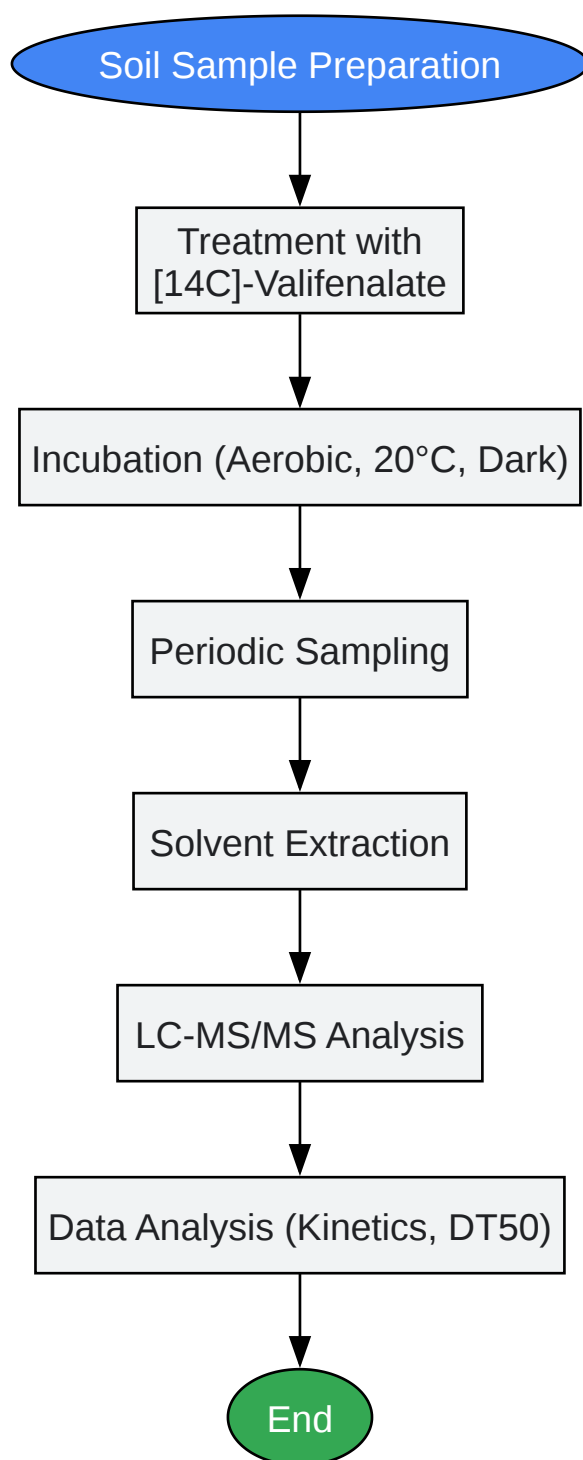 Soil Sample Preparation
Treatment with
[14C]-Valifenalate
Incubation (Aerobic, 20°C, Dark)
Periodic Sampling
Solvent Extraction
LC-MS/MS Analysis
Data Analysis (Kinetics, DT50)
End